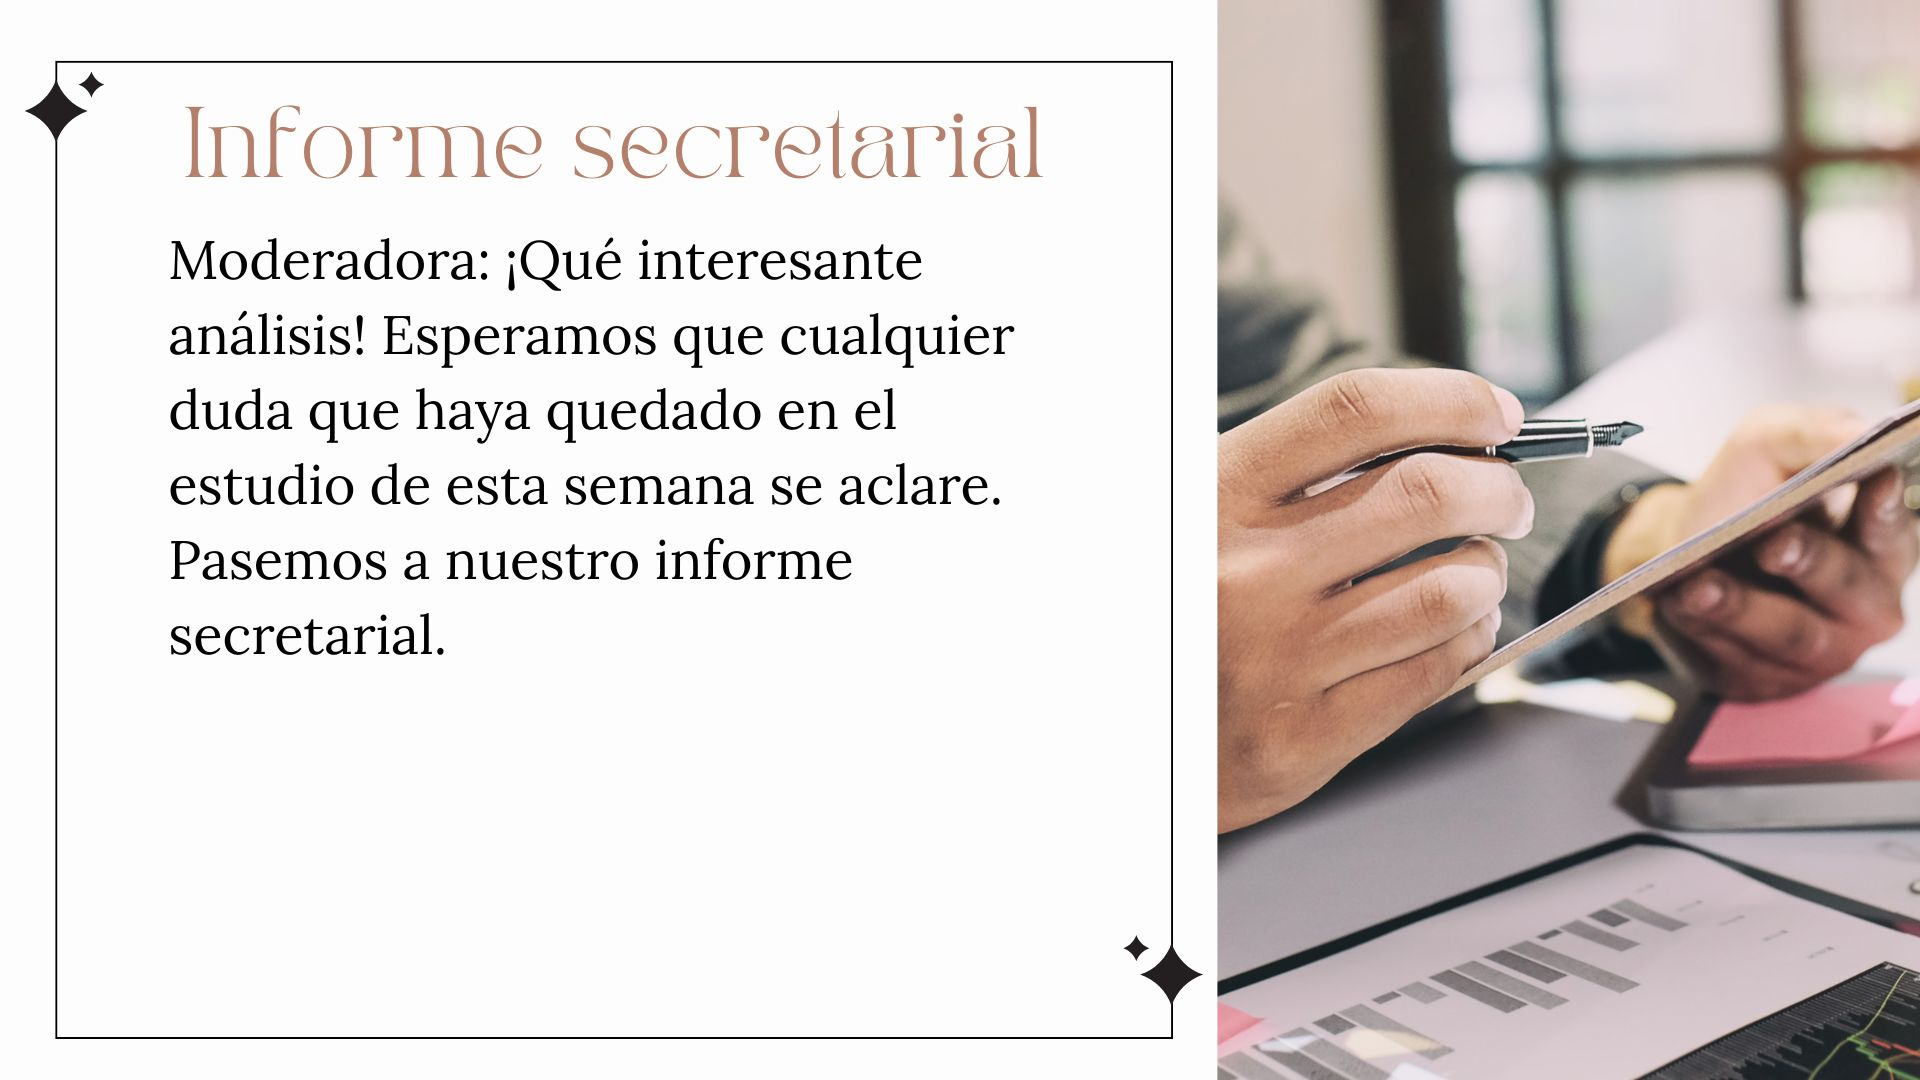 Informe secretarial
Moderadora: ¡Qué interesante
análisis! Esperamos que cualquier
duda que haya quedado en el
estudio de esta semana se aclare.
Pasemos a nuestro informe
secretarial.